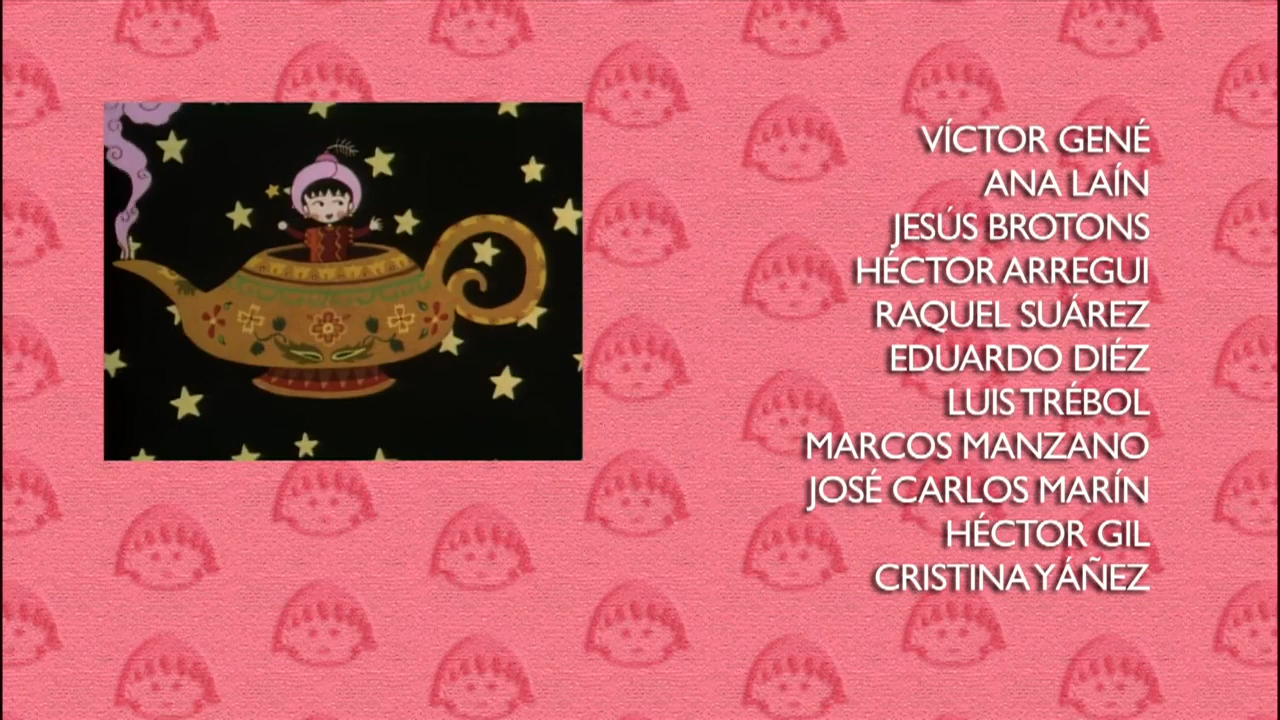 VÍCTOR GENÉ
ANA LAÍN
JESÚS BROTONS
HÉCTOR ARREGUI
RAQUEL SUÁREZ
EDUARDO DIÉZ
LUIS TRÉBOL
MARCOS MANZANO
JOSÉ CARLOS MARÍN
HÉCTOR GIL
CRISTINA YÁÑEZ